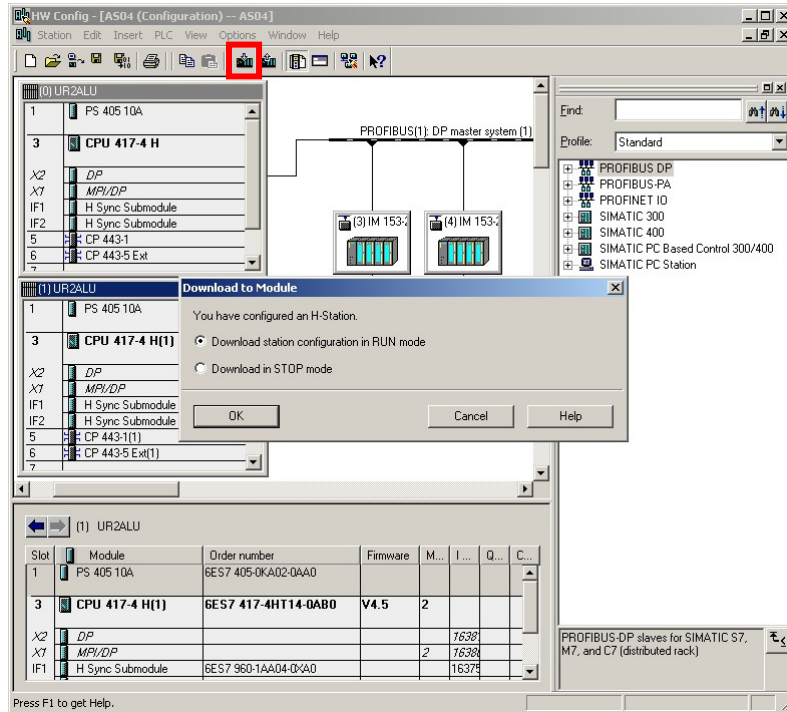 HW Config - [AS04 (Configuration) -- AS04]
Station Edit Insert PLC View Options Window Help
(0) UR2ALU
1 PS 405 10A
3 CPU 417-4 H
X2 DP
X1 MPI/DP
IF1 H Sync Submodule
IF2 H Sync Submodule
5 CP 443-1
6 CP 443-5 Ext
7
PROFIBUS(1): DP master system (1)
(3) IM 153-2
(4) IM 153-2
(1) UR2ALU
1 PS 405 10A
3 CPU 417-4 H(1)
X2 DP
X1 MPI/DP
IF1 H Sync Submodule
IF2 H Sync Submodule
5 CP 443-1(1)
6 CP 443-5 Ext(1)
7
Download to Module
You have configured an H-Station.
Download station configuration in RUN mode
Download in STOP mode
OK Cancel Help
Find:
Profile: Standard
PROFIBUS DP
PROFIBUS-PA
PROFINET IO
SIMATIC 300
SIMATIC 400
SIMATIC PC Based Control 300/400
SIMATIC PC Station
(1) UR2ALU
Slot Module Order number Firmware M... I... Q... C...
1 PS 405 10A 6ES7 405-0KA02-0AA0
3 CPU 417-4 H(1) 6ES7 417-4HT14-0AB0 V4.5 2
X2 DP 1638
X1 MPI/DP 2 1638
IF1 H Sync Submodule 6ES7 960-1AA04-0XA0 16375
PROFIBUS-DP slaves for SIMATIC S7,
M7, and C7 (distributed rack)
Press F1 to get Help.